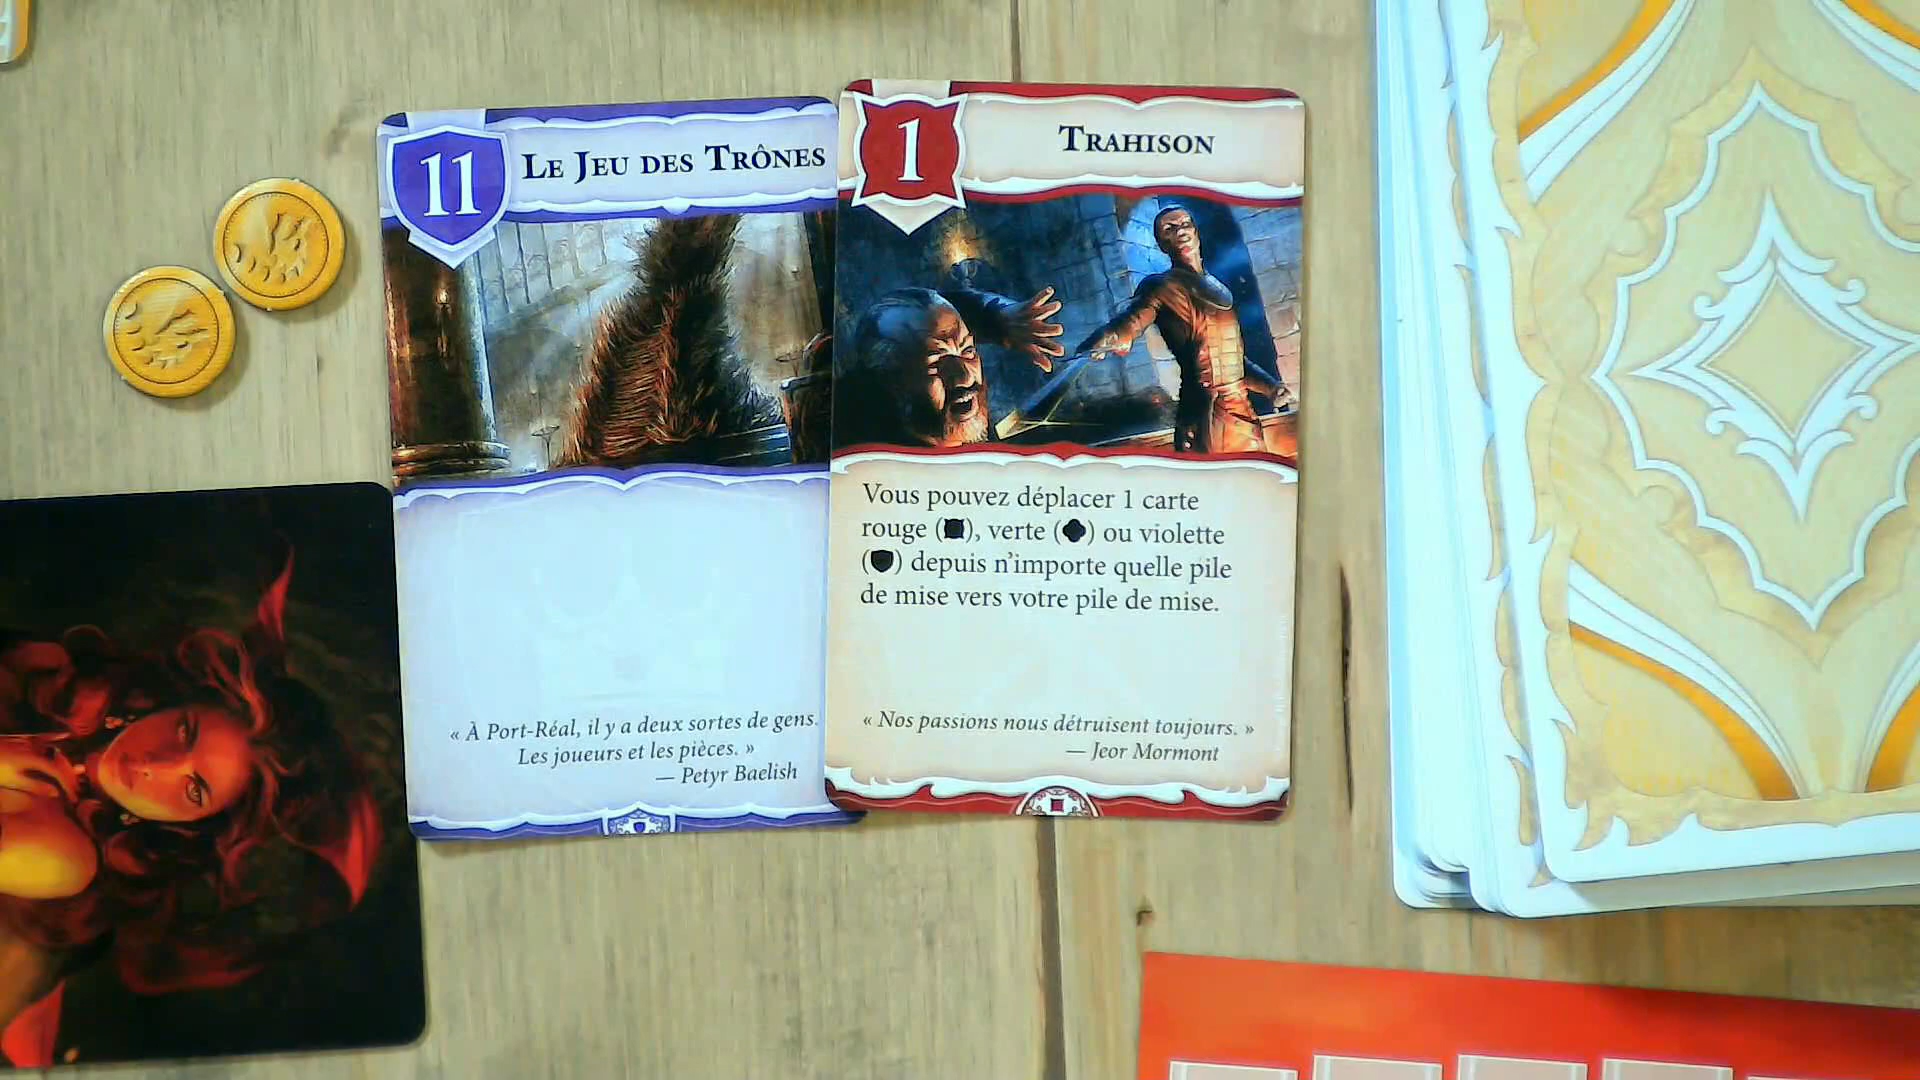 11
LE JEU DES TRÔNES
« À Port-Réal, il y a deux sortes de gens.
Les joueurs et les pièces. »
— Petyr Baelish
1
TRAHISON
Vous pouvez déplacer 1 carte
rouge (), verte () ou violette
() depuis n'importe quelle pile
de mise vers votre pile de mise.
« Nos passions nous détruisent toujours. »
— Jeor Mormont